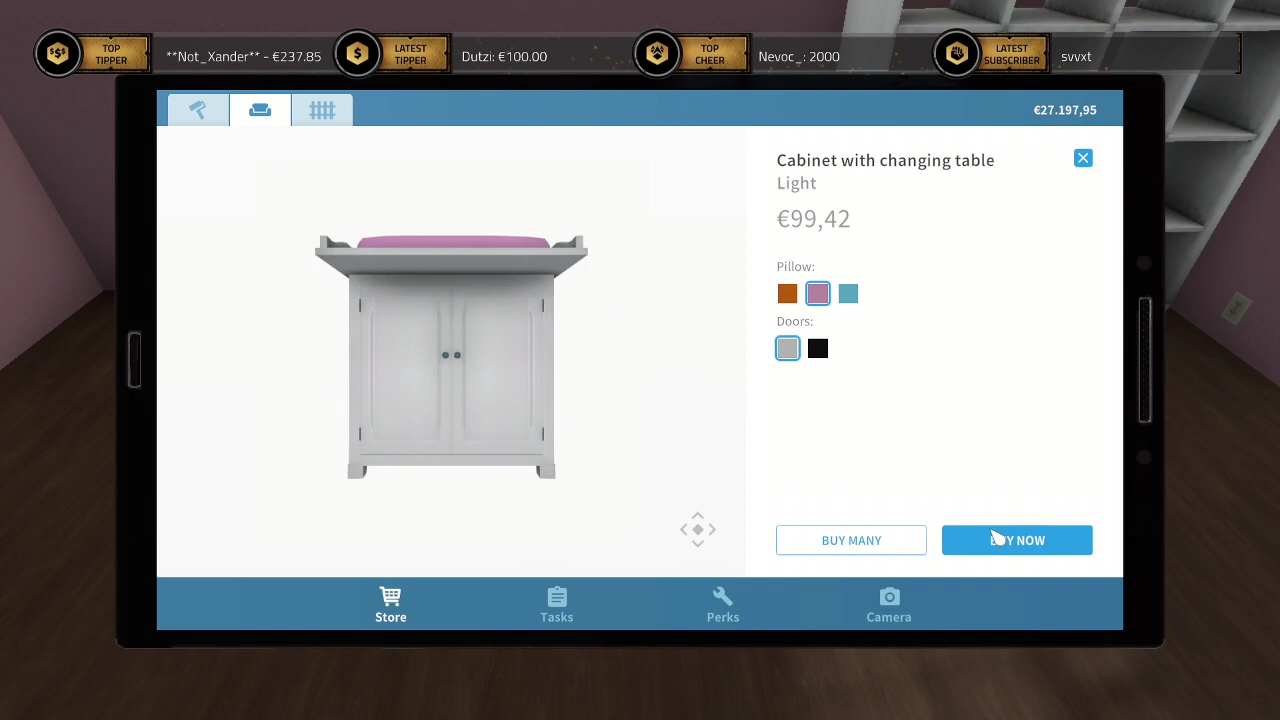 TOP
TIPPER
**Not_Xander** - €237.85
LATEST
TIPPER
Dutzi: €100.00
TOP
CHEER
Nevoc_: 2000
LATEST
SUBSCRIBER
svvxt
€27.197,95
Cabinet with changing table
Light
€99,42
Pillow:
Doors:
BUY MANY
BUY NOW
Store
Tasks
Perks
Camera